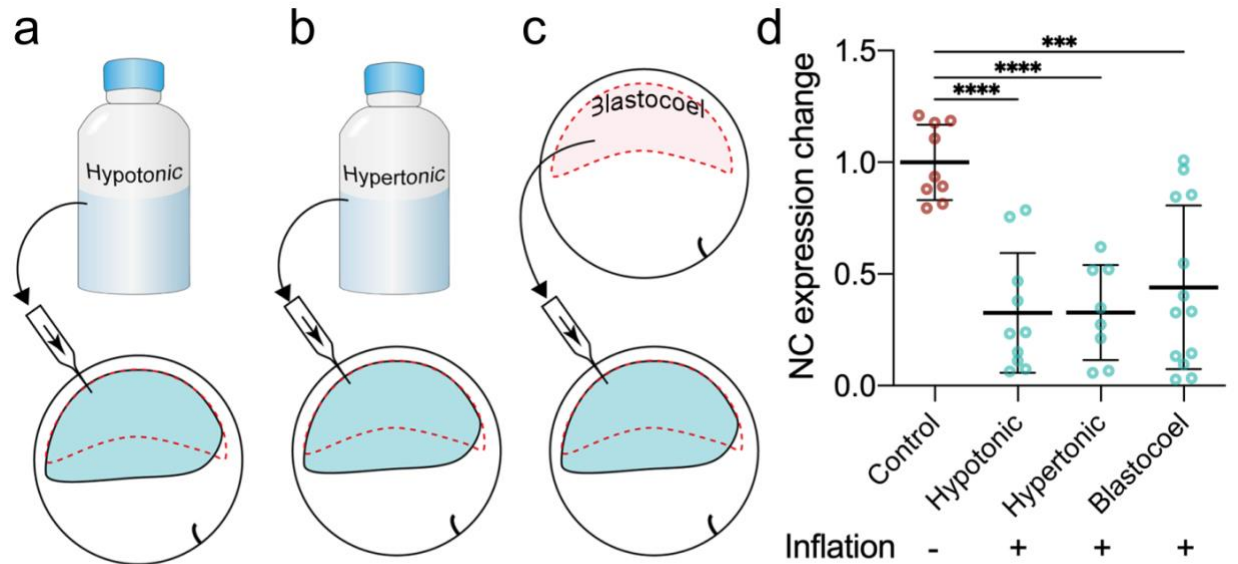 a
b
c
d
Hypotonic
Hypertonic
Blastocoel
NC expression change
1.5
1.0
0.5
0.0
***
****
****
Control
Hypotonic
Hypertonic
Blastocoel
Inflation - + + +